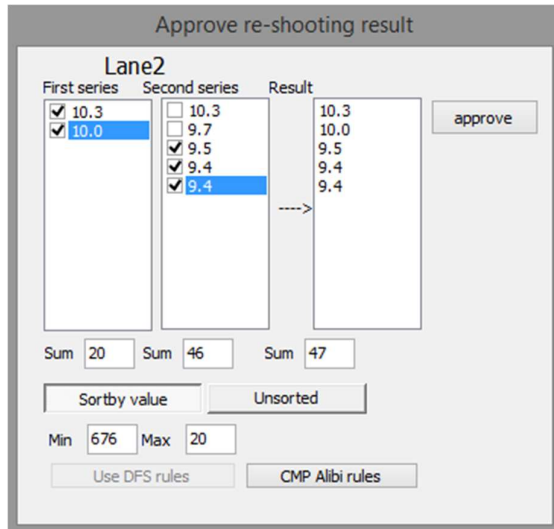 Approve re-shooting result
Lane2
First series Second series Result
10.3 10.3 10.3
10.0 9.7 10.0
9.5 9.5
9.4 9.4
9.4 9.4
---->
approve
Sum 20 Sum 46 Sum 47
Sortby value Unsorted
Min 676 Max 20
Use DFS rules CMP Alibi rules